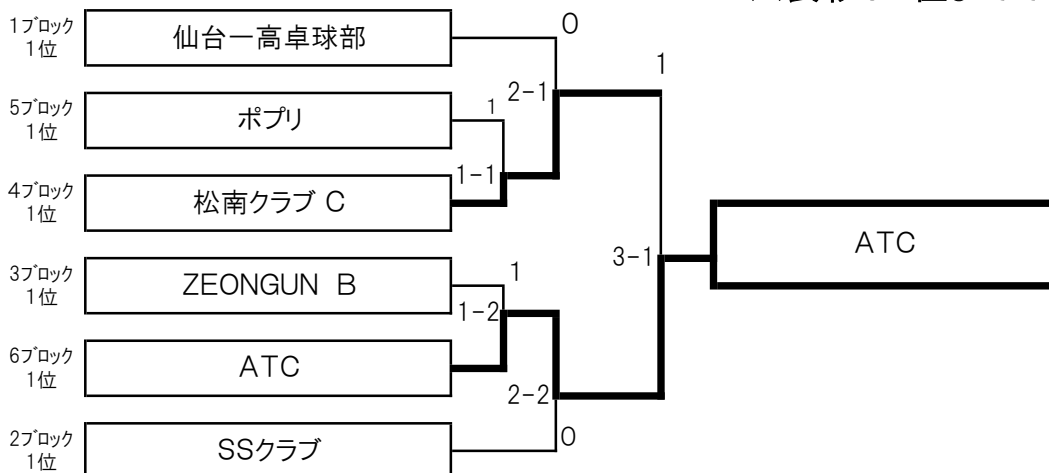 1ブロック
1位
仙台一高卓球部
0
1
5ブロック
1位
ポプリ
1
2-1
4ブロック
1位
松南クラブ C
1-1
3ブロック
1位
ZEONGUN B
1
1-2
3-1
ATC
6ブロック
1位
ATC
2-2
2ブロック
1位
SSクラブ
0